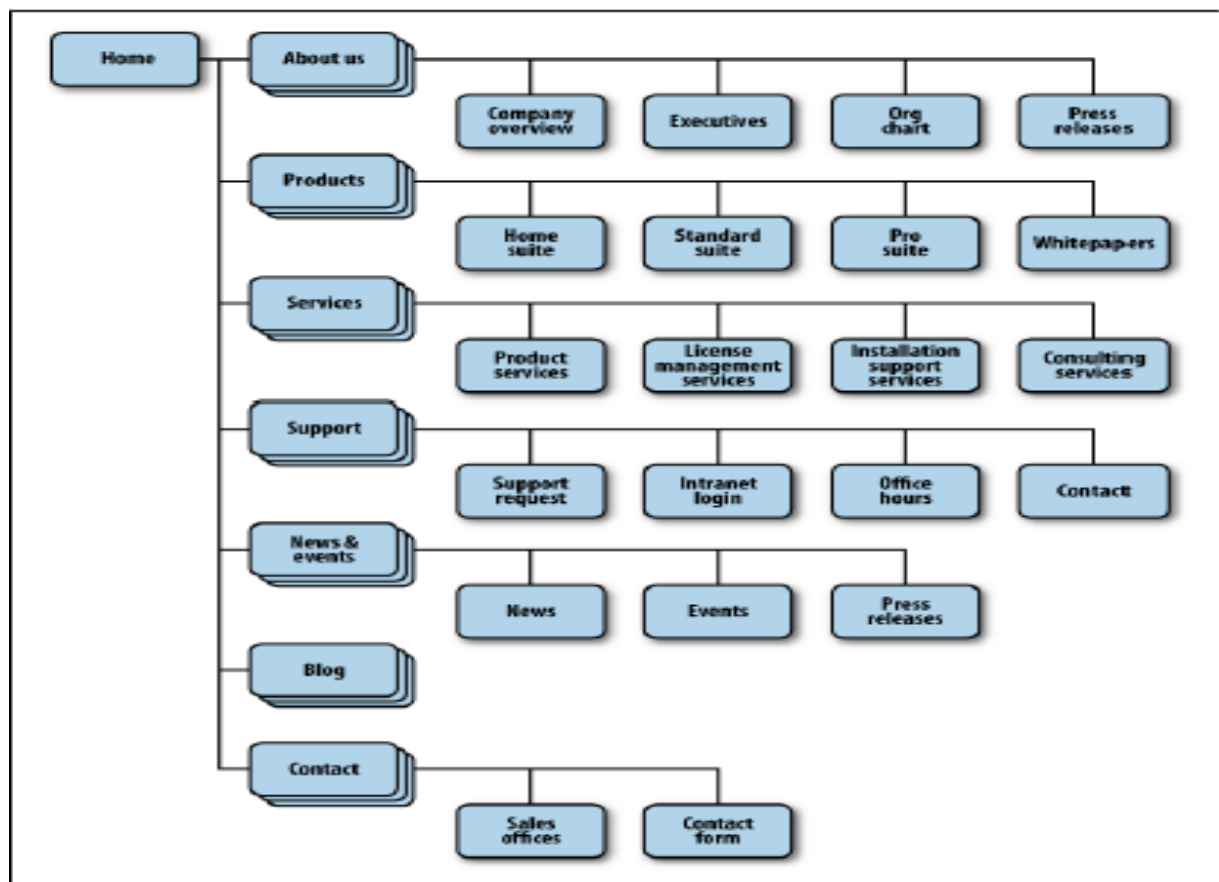 Home
About us
Company
overview
Executives
Org
chart
Press
releases
Products
Home
suite
Standard
suite
Pro
suite
Whitepapers
Services
Product
services
License
management
services
Installation
support
services
Consulting
services
Support
Support
request
Intranet
login
Office
hours
Contact
News &
events
News
Events
Press
releases
Blog
Contact
Sales
offices
Contact
form